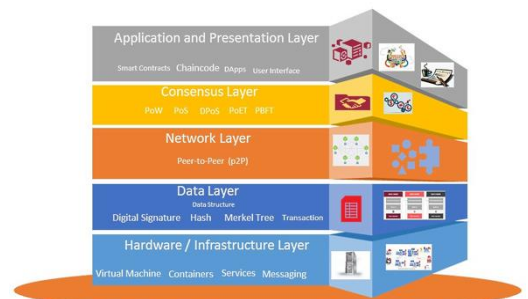 Application and Presentation Layer
Smart Contracts Chaincode DApps User Interface
Consensus Layer
PoW PoS DPoS PoET PBFT
Network Layer
Peer-to-Peer (p2P)
Data Layer
Data Structure
Digital Signature Hash Merkel Tree Transaction
Hardware / Infrastructure Layer
Virtual Machine Containers Services Messaging